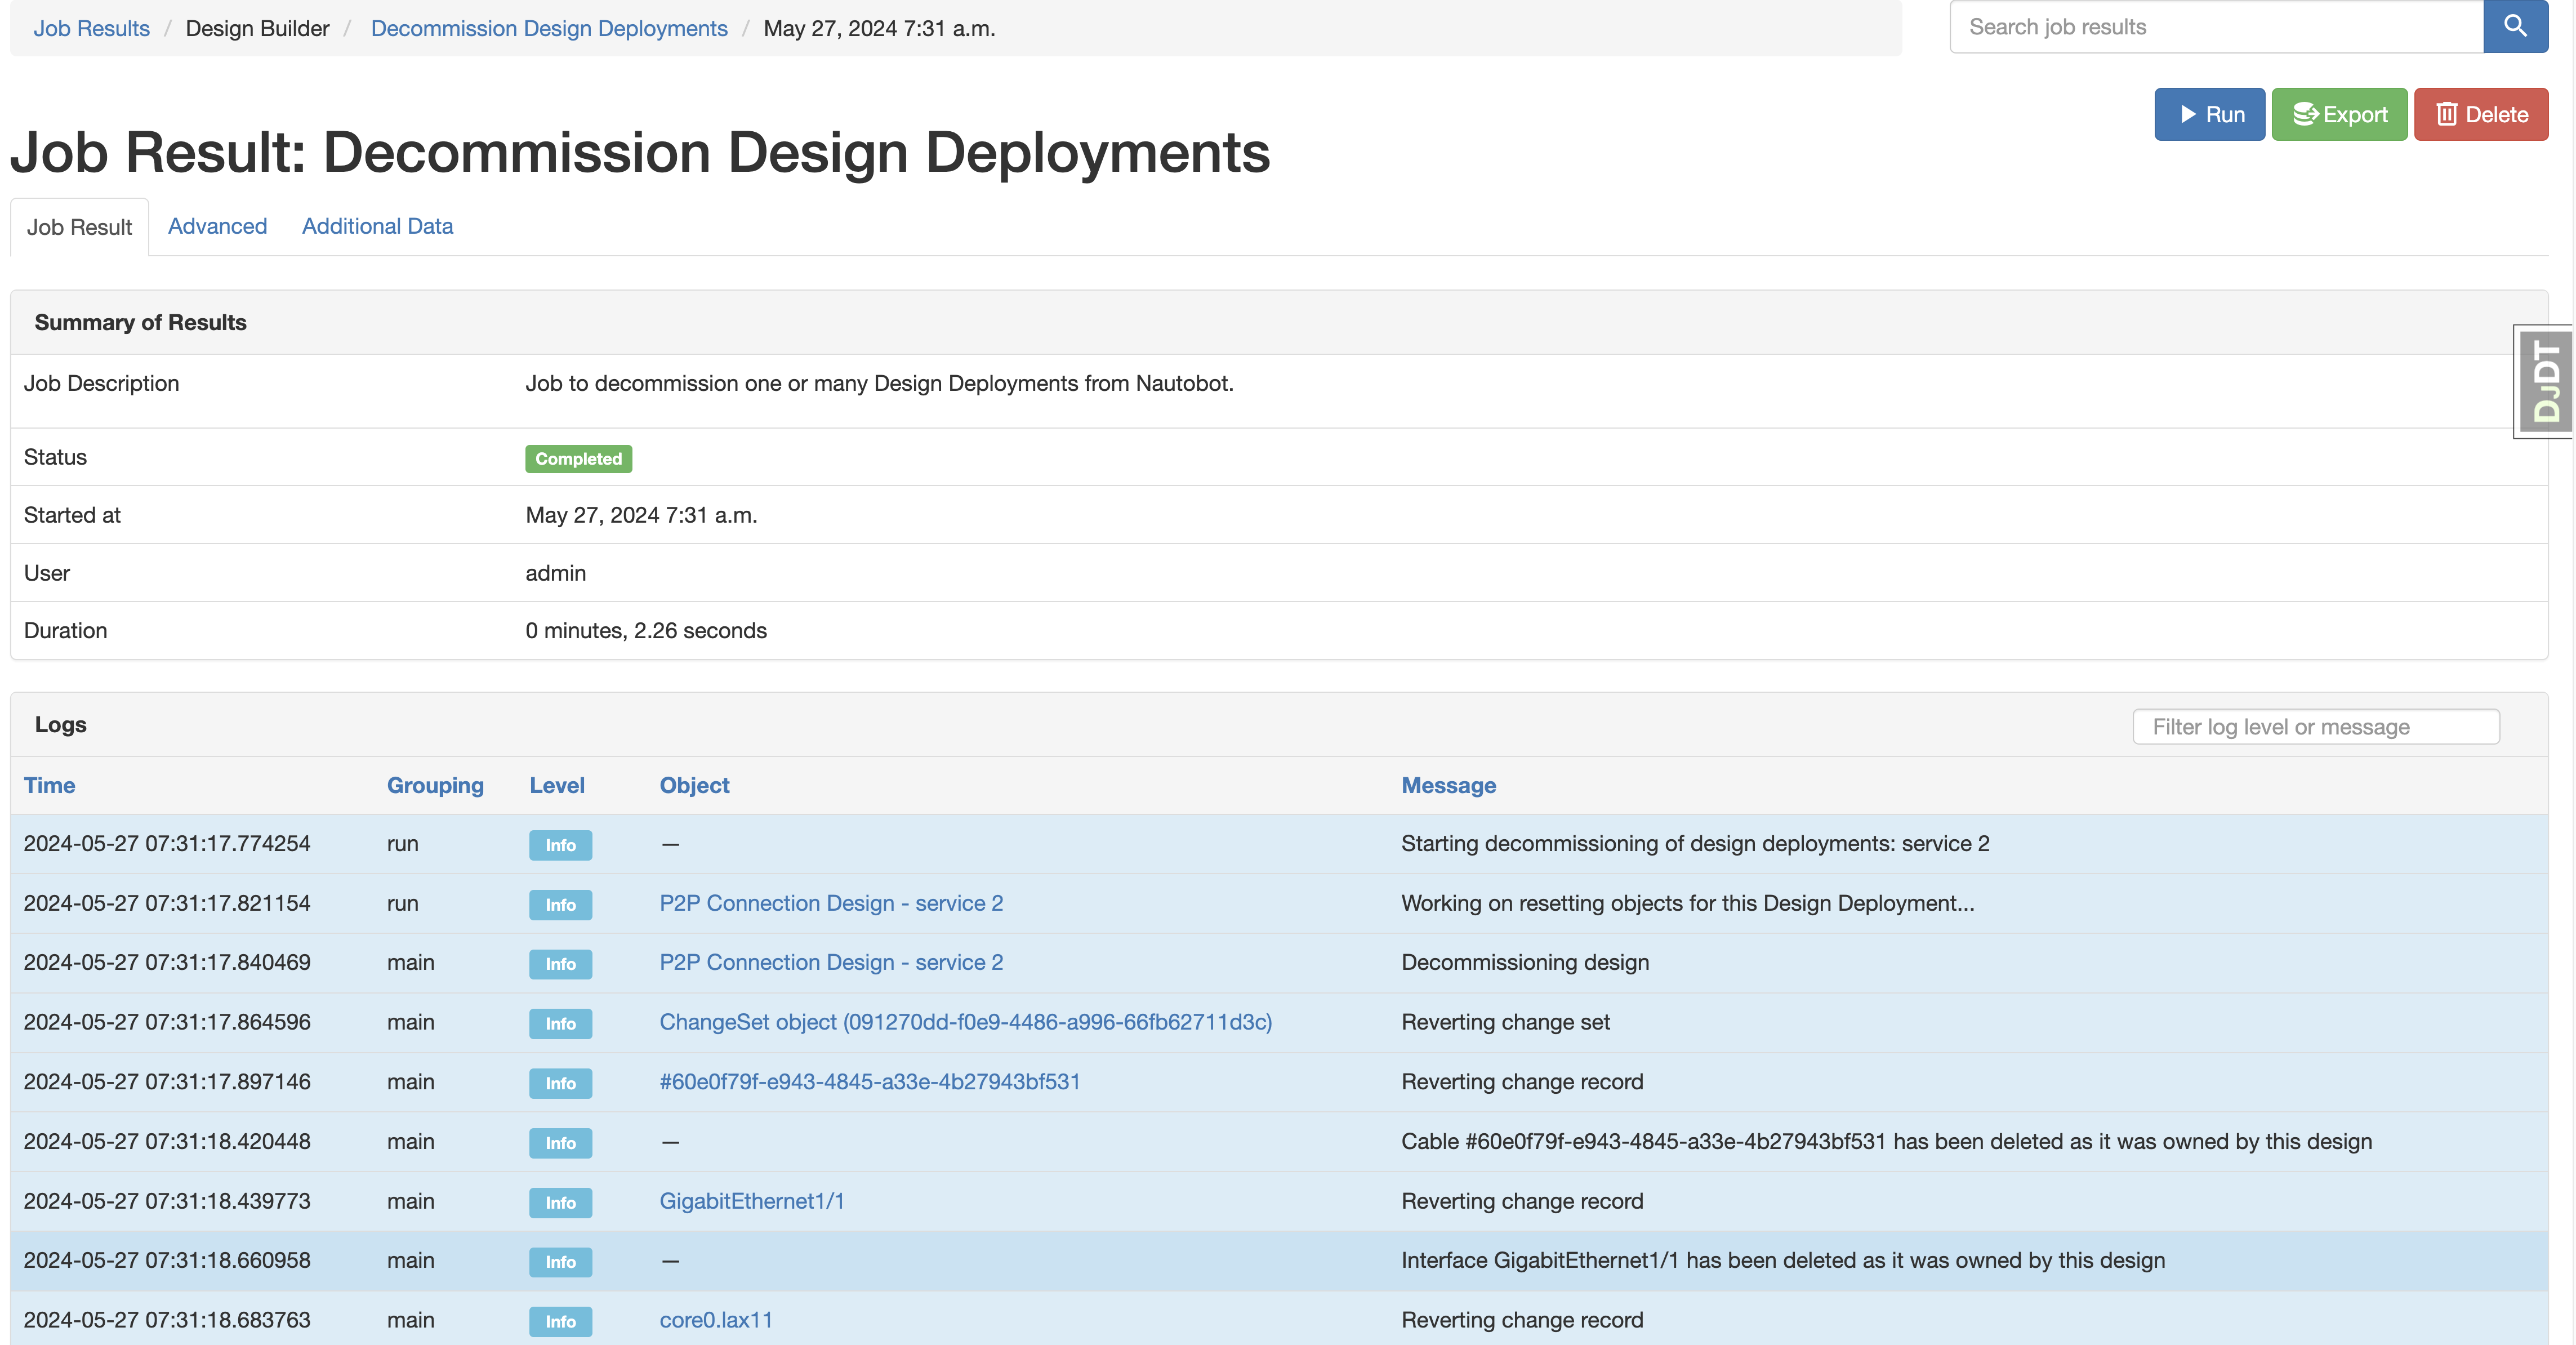 Job Results / Design Builder / Decommission Design Deployments / May 27, 2024 7:31 a.m.
Search job results
Run Export Delete
Job Result: Decommission Design Deployments
Job Result Advanced Additional Data
Summary of Results
Job Description Job to decommission one or many Design Deployments from Nautobot.
DJDT
Status Completed
Started at May 27, 2024 7:31 a.m.
User admin
Duration 0 minutes, 2.26 seconds
Logs Filter log level or message
Time Grouping Level Object Message
2024-05-27 07:31:17.774254 run Info — Starting decommissioning of design deployments: service 2
2024-05-27 07:31:17.821154 run Info P2P Connection Design - service 2 Working on resetting objects for this Design Deployment...
2024-05-27 07:31:17.840469 main Info P2P Connection Design - service 2 Decommissioning design
2024-05-27 07:31:17.864596 main Info ChangeSet object (091270dd-f0e9-4486-a996-66fb62711d3c) Reverting change set
2024-05-27 07:31:17.897146 main Info #60e0f79f-e943-4845-a33e-4b27943bf531 Reverting change record
2024-05-27 07:31:18.420448 main Info — Cable #60e0f79f-e943-4845-a33e-4b27943bf531 has been deleted as it was owned by this design
2024-05-27 07:31:18.439773 main Info GigabitEthernet1/1 Reverting change record
2024-05-27 07:31:18.660958 main Info — Interface GigabitEthernet1/1 has been deleted as it was owned by this design
2024-05-27 07:31:18.683763 main Info core0.lax11 Reverting change record